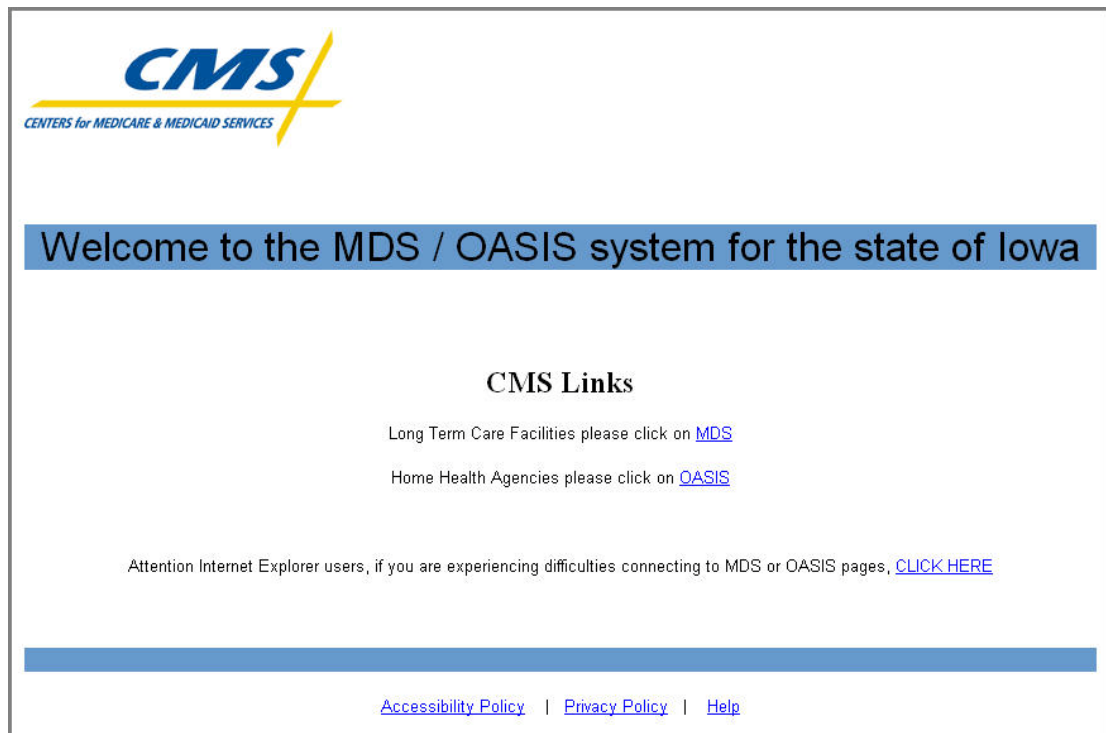 CMS
CENTERS for MEDICARE & MEDICAID SERVICES
Welcome to the MDS / OASIS system for the state of Iowa
CMS Links
Long Term Care Facilities please click on MDS
Home Health Agencies please click on OASIS
Attention Internet Explorer users, if you are experiencing difficulties connecting to MDS or OASIS pages, CLICK HERE
Accessibility Policy | Privacy Policy | Help